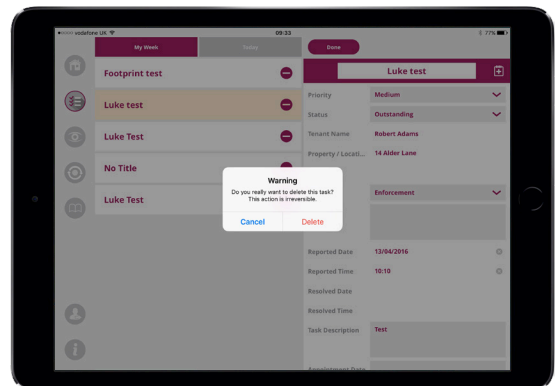 vodafone UK
09:33
77%
My Week
Today
Done
Footprint test
Luke test
Luke Test
No Title
Luke Test
Luke test
Priority
Medium
Status
Outstanding
Tenant Name
Robert Adams
Property / Locati...
14 Alder Lane
Enforcement
Warning
Do you really want to delete this task?
This action is irreversible.
Cancel
Delete
Reported Date
13/04/2016
Reported Time
10:10
Resolved Date
Resolved Time
Task Description
Test
Appointment Date